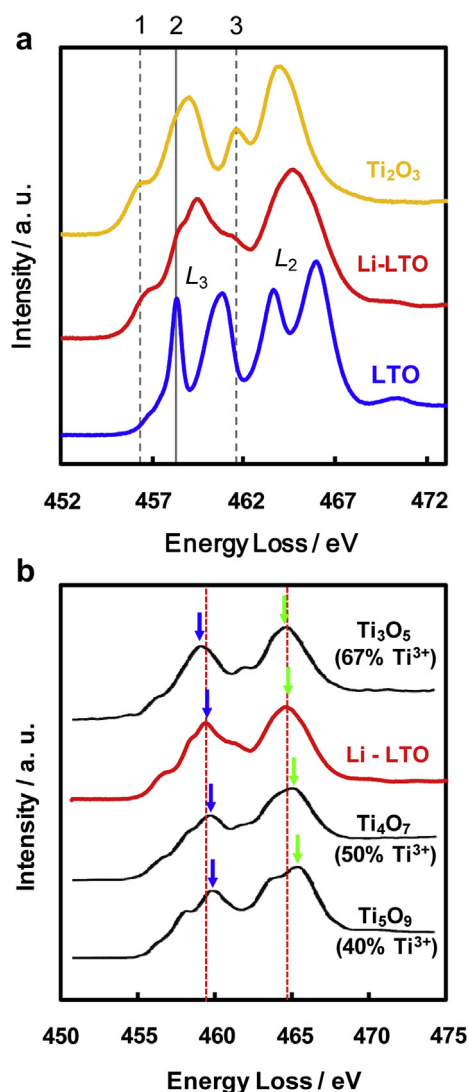 1 2 3
a
Ti₂O₃
Li-LTO
L₃
L₂
LTO
Intensity / a. u.
452 457 462 467 472
Energy Loss / eV
b
Ti₃O₅
(67% Ti³⁺)
Li - LTO
Ti₄O₇
(50% Ti³⁺)
Ti₅O₉
(40% Ti³⁺)
Intensity / a. u.
450 455 460 465 470 475
Energy Loss / eV